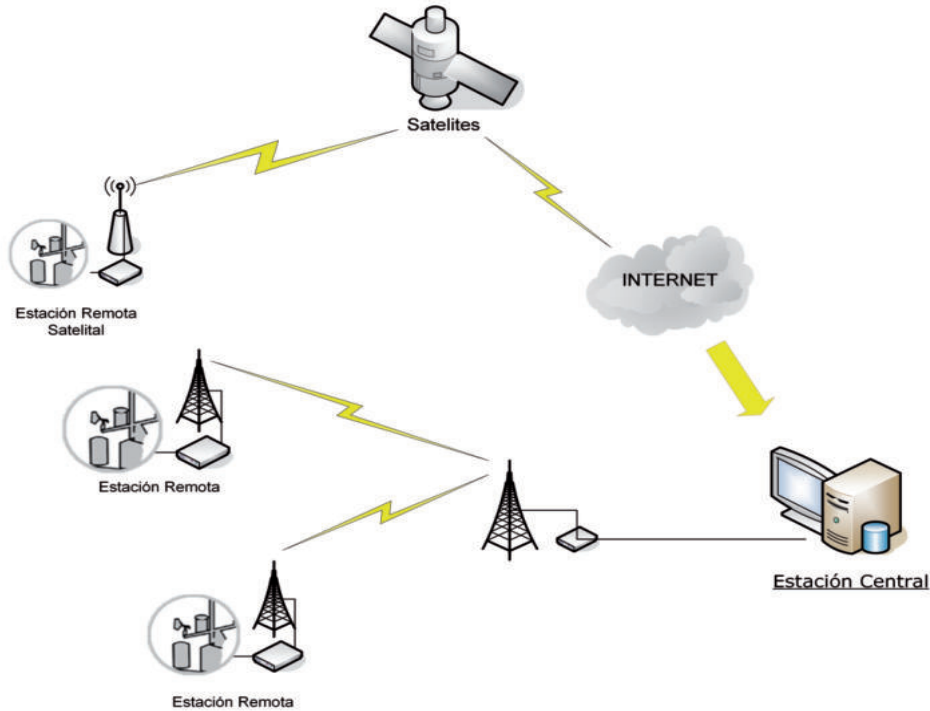 Satelites
INTERNET
Estación Remota
Satelital
Estación Remota
Estación Central
Estación Remota